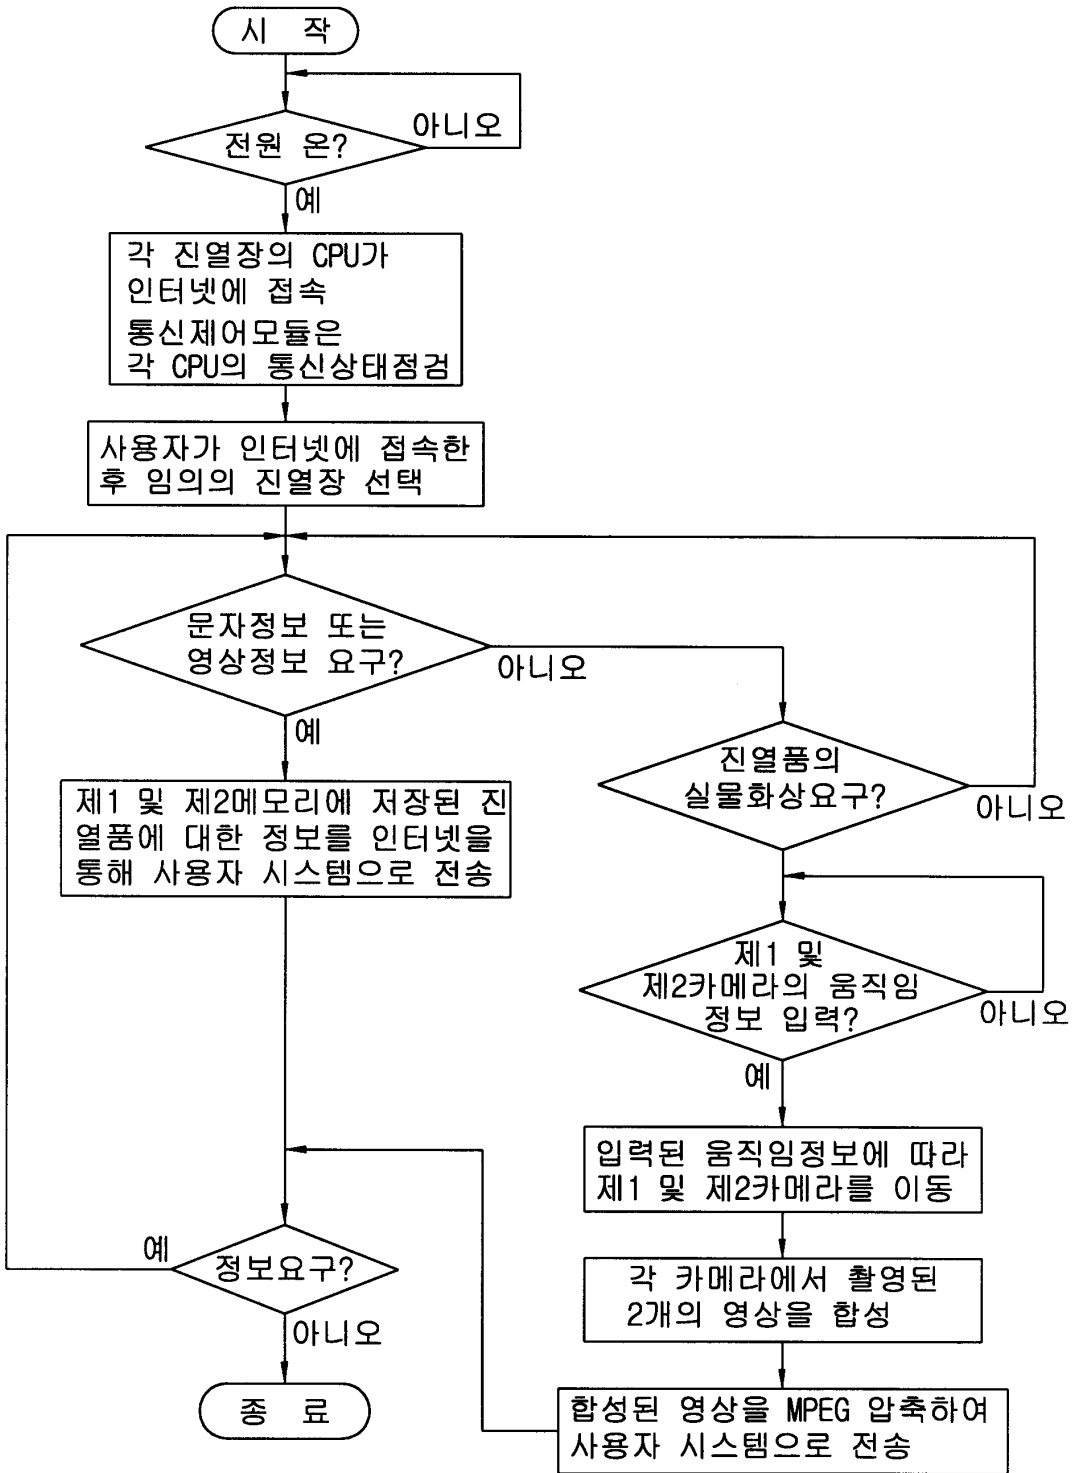 시 작
전원 온?
아니오
예
각 진열장의 CPU가
인터넷에 접속
통신제어모듈은
각 CPU의 통신상태점검
사용자가 인터넷에 접속한
후 임의의 진열장 선택
문자정보 또는
영상정보 요구?
아니오
예
제1 및 제2메모리에 저장된 진
열품에 대한 정보를 인터넷을
통해 사용자 시스템으로 전송
진열품의
실물화상요구?
아니오
제1 및
제2카메라의 움직임
정보 입력?
아니오
예
입력된 움직임정보에 따라
제1 및 제2카메라를 이동
각 카메라에서 촬영된
2개의 영상을 합성
합성된 영상을 MPEG 압축하여
사용자 시스템으로 전송
정보요구?
예
아니오
종 료